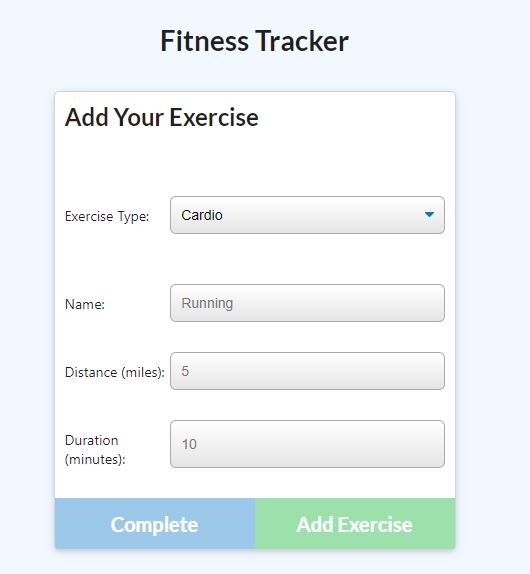 Fitness Tracker
Add Your Exercise
Exercise Type:
Cardio
Name:
Running
Distance (miles):
5
Duration
(minutes):
10
Complete
Add Exercise